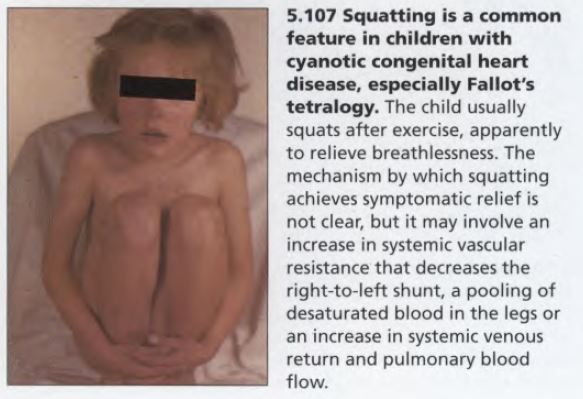 5.107 Squatting is a common
feature in children with
cyanotic congenital heart
disease, especially Fallot's
tetralogy. The child usually
squats after exercise, apparently
to relieve breathlessness. The
mechanism by which squatting
achieves symptomatic relief is
not clear, but it may involve an
increase in systemic vascular
resistance that decreases the
right-to-left shunt, a pooling of
desaturated blood in the legs or
an increase in systemic venous
return and pulmonary blood
flow.